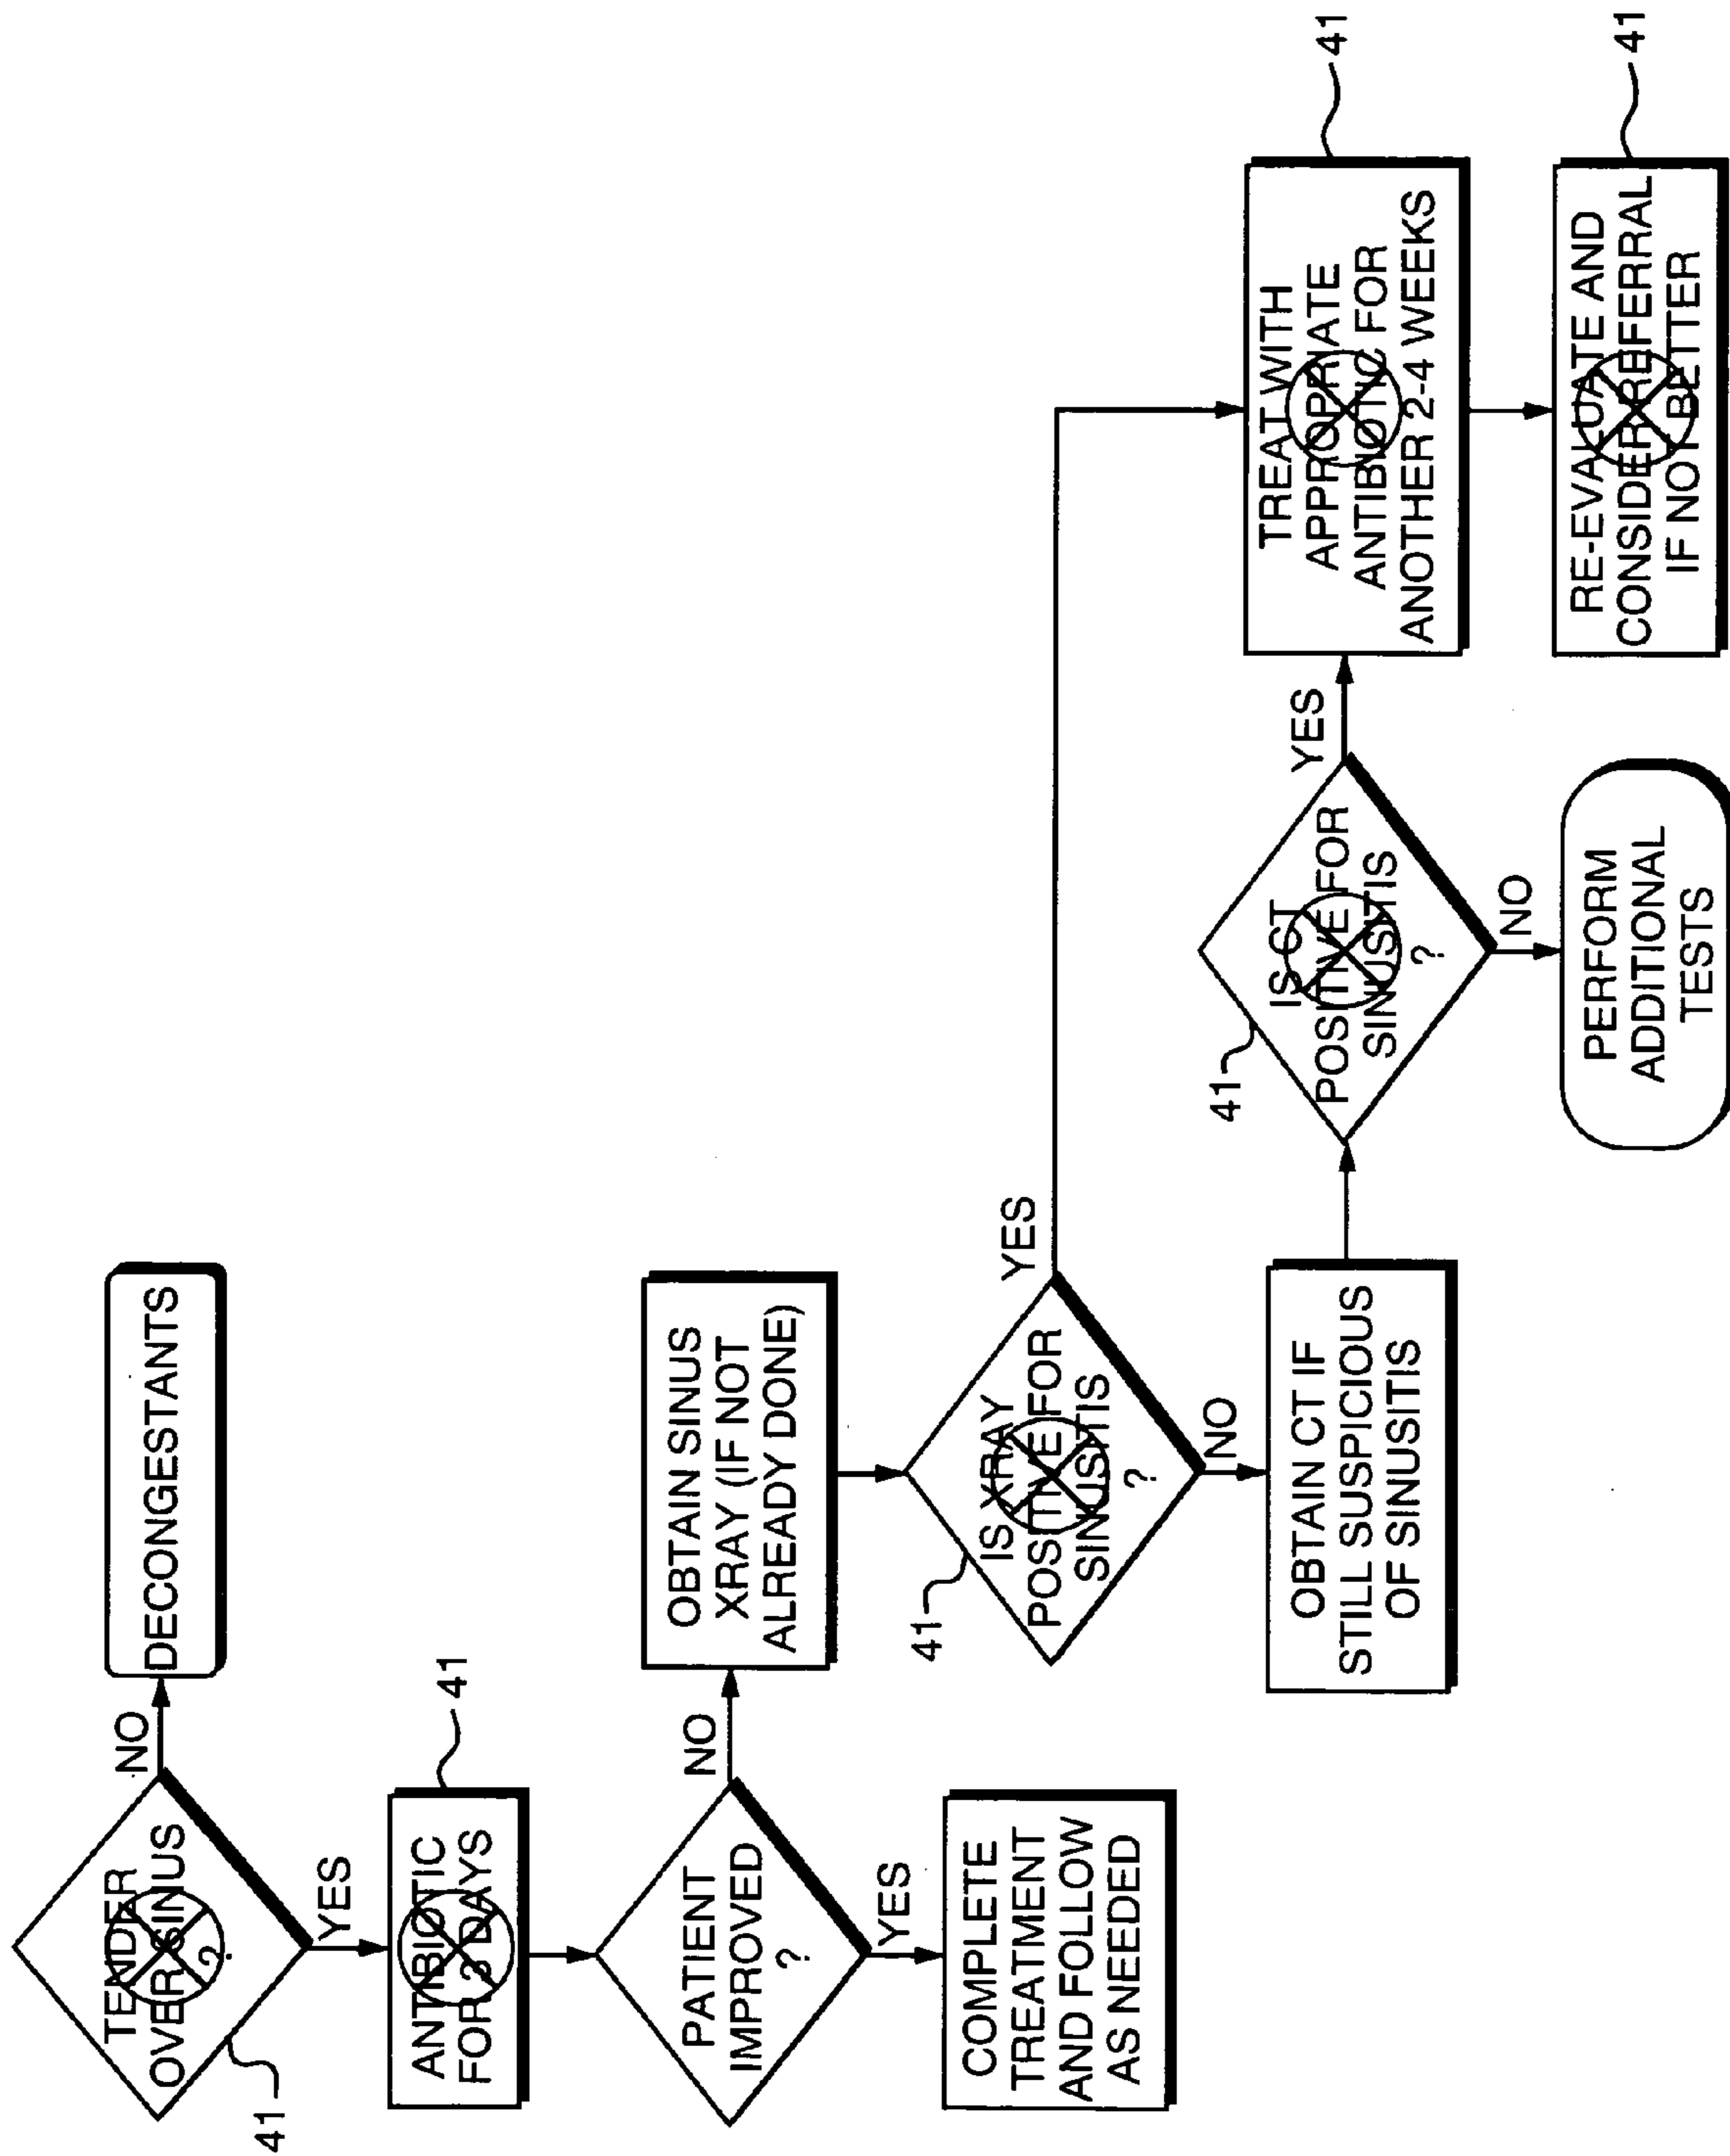 TENDER
OVER SINUS
?
41
NO
DECONGESTANTS
YES
ANTIBIOTIC
FOR 3 DAYS
41
PATIENT
IMPROVED
?
NO
OBTAIN SINUS
XRAY (IF NOT
ALREADY DONE)
YES
COMPLETE
TREATMENT
AND FOLLOW
AS NEEDED
IS XRAY
POSITIVE FOR
SINUSITIS
?
41
YES
NO
OBTAIN CT IF
STILL SUSPICIOUS
OF SINUSITIS
IS CT
POSITIVE FOR
SINUSITIS
?
41
YES
TREAT WITH
APPROPRIATE
ANTIBIOTIC FOR
ANOTHER 2-4 WEEKS
41
NO
PERFORM
ADDITIONAL
TESTS
RE-EVALUATE AND
CONSIDER REFERRAL
IF NOT BETTER
41